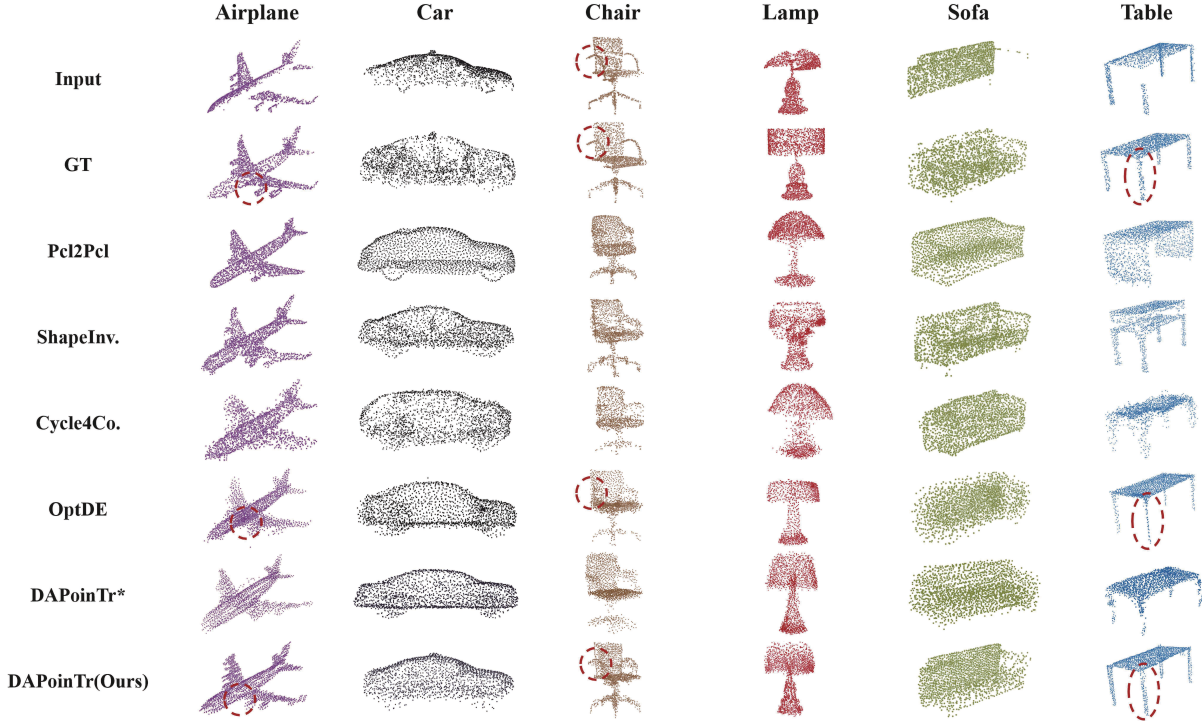 Airplane Car Chair Lamp Sofa Table
Input
GT
Pcl2Pcl
ShapeInv.
Cycle4Co.
OptDE
DAPoinTr*
DAPoinTr(Ours)